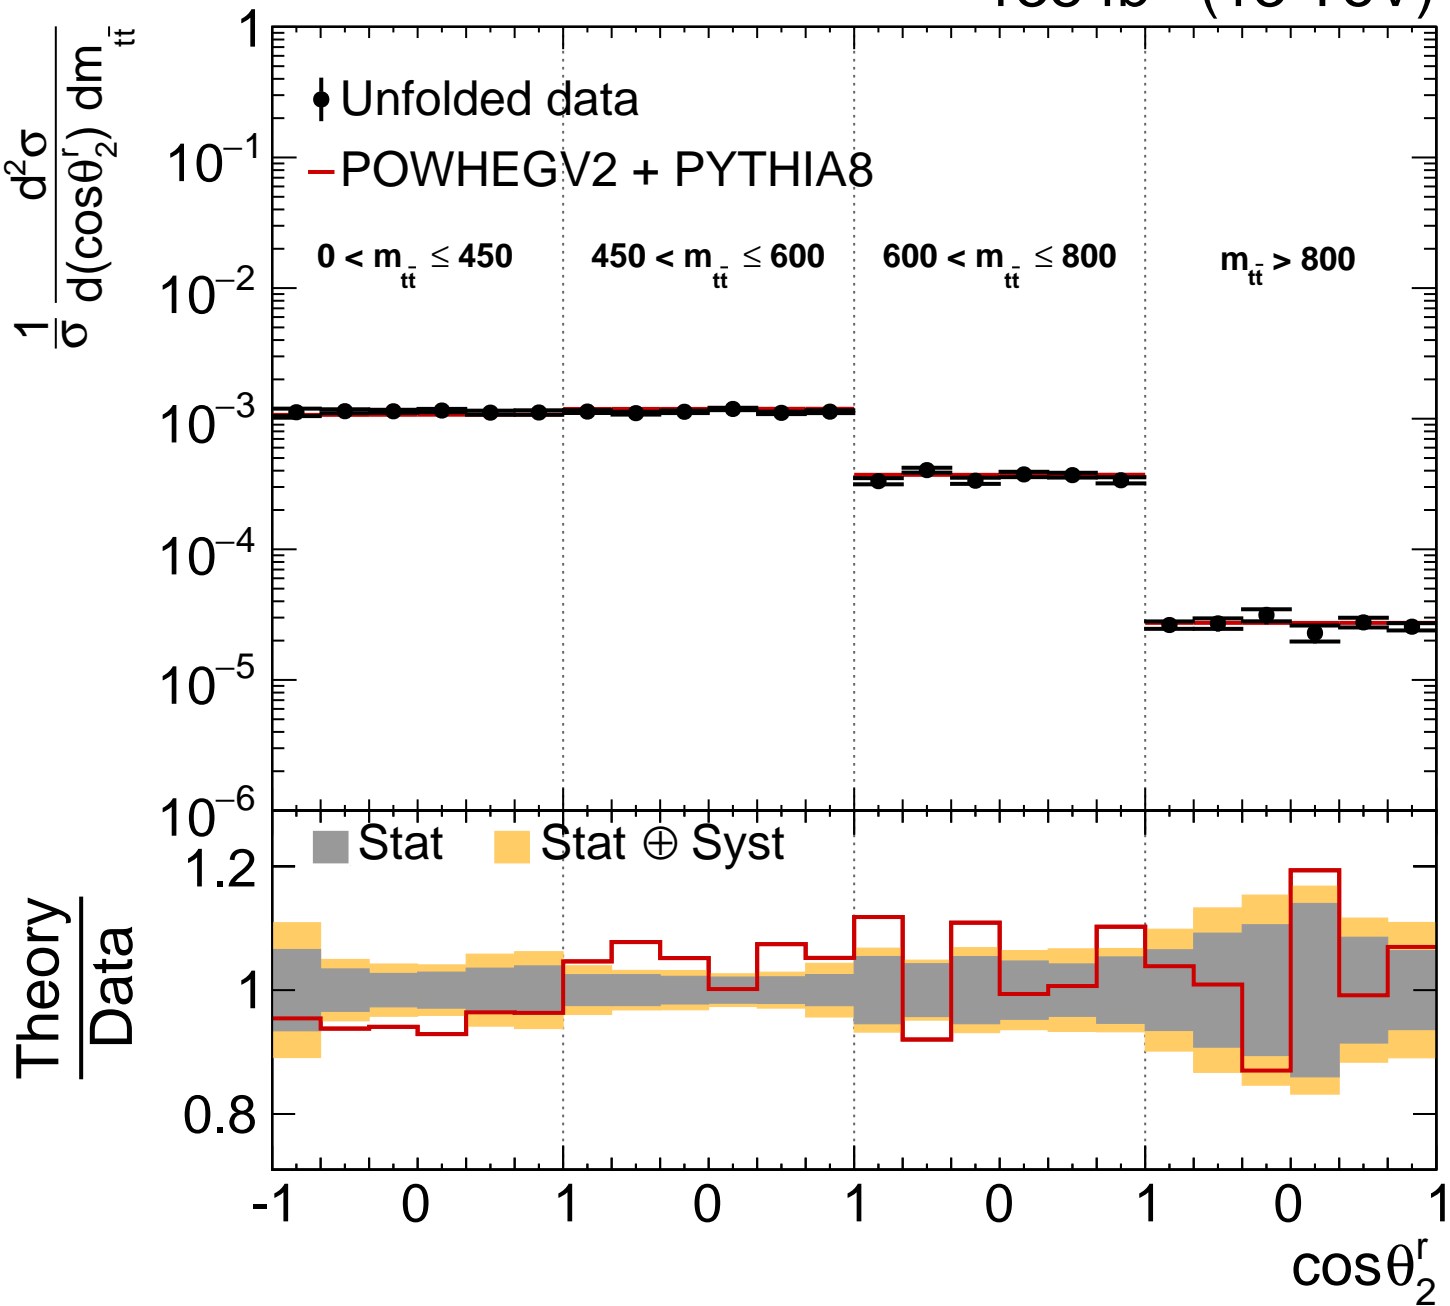 1
10⁻¹
10⁻²
10⁻³
10⁻⁴
10⁻⁵
10⁻⁶
1/σ d²σ/d(cosθ₂ʳ) dm_tt̄
Unfolded data
POWHEGV2 + PYTHIA8
0 < m_tt̄ ≤ 450
450 < m_tt̄ ≤ 600
600 < m_tt̄ ≤ 800
m_tt̄ > 800
Stat
Stat ⊕ Syst
Theory
Data
1.2
1
0.8
-1 0 1 0 1 0 1 0 1
cosθ₂ʳ